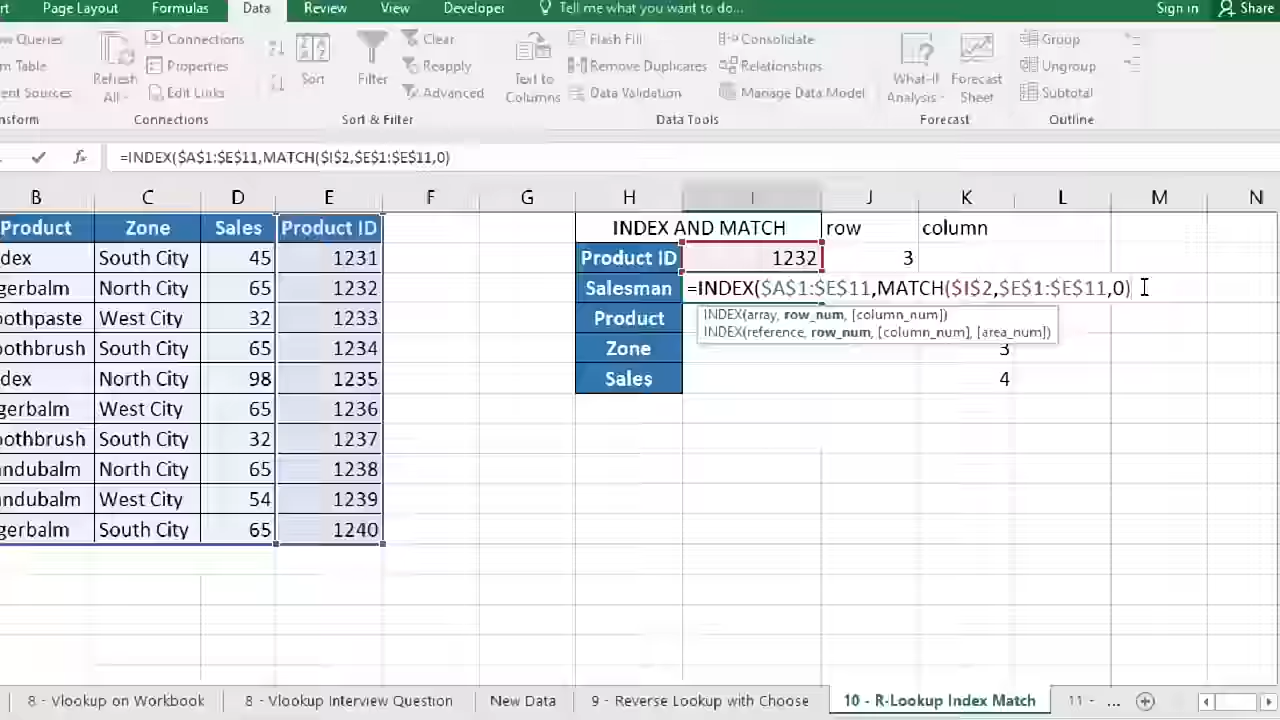 rt Page Layout Formulas Data Review View Developer Tell me what you want to do... Sign in Share
w Queries Connections Clear Flash Fill Consolidate Group
m Table Refresh All Properties Sort Filter Reapply Text to Columns Remove Duplicates Relationships What-If Analysis Forecast Sheet Ungroup
ent Sources Edit Links Advanced Data Validation Manage Data Model Subtotal
nsform Connections Sort & Filter Data Tools Forecast Outline
fx =INDEX($A$1:$E$11,MATCH($I$2,$E$1:$E$11,0)
B C D E F G H I J K L M N
Product Zone Sales Product ID INDEX AND MATCH row column
dex South City 45 1231 Product ID 1232 3
gerbalm North City 65 1232 Salesman =INDEX($A$1:$E$11,MATCH($I$2,$E$1:$E$11,0)
INDEX(array, row_num, [column_num])
oothpaste West City 32 1233 Product
INDEX(reference, row_num, [column_num], [area_num])
oothbrush South City 65 1234 Zone 3
dex North City 98 1235 Sales 4
gerbalm West City 65 1236
oothbrush South City 32 1237
andubalm North City 65 1238
andubalm West City 54 1239
gerbalm South City 65 1240
8 - Vlookup on Workbook 8 - Vlookup Interview Question New Data 9 - Reverse Lookup with Choose 10 - R-Lookup Index Match 11 - ...